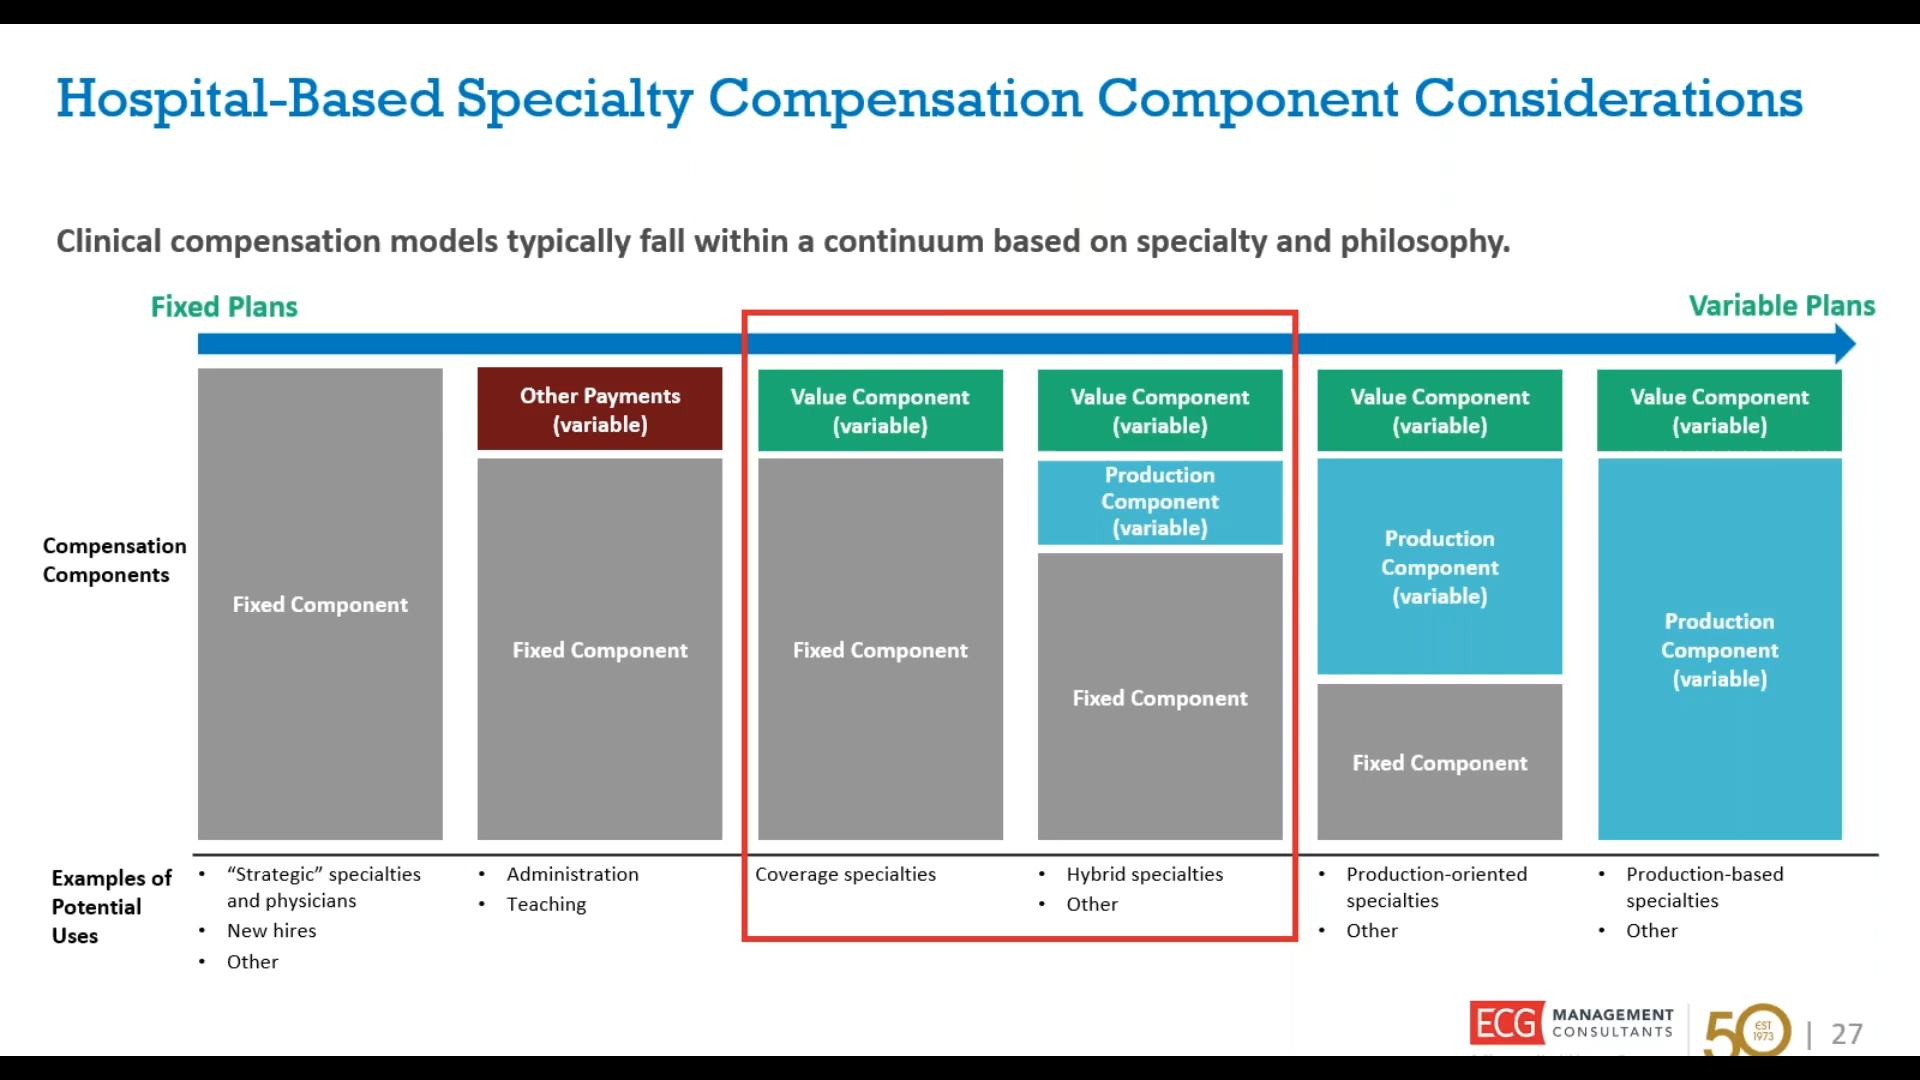 Hospital-Based Specialty Compensation Component Considerations
Clinical compensation models typically fall within a continuum based on specialty and philosophy.
Fixed Plans
Variable Plans
Compensation
Components
Fixed Component
Other Payments
(variable)
Fixed Component
Value Component
(variable)
Fixed Component
Value Component
(variable)
Production
Component
(variable)
Fixed Component
Value Component
(variable)
Production
Component
(variable)
Fixed Component
Value Component
(variable)
Production
Component
(variable)
Examples of
Potential
Uses
• “Strategic” specialties
and physicians
• New hires
• Other
• Administration
• Teaching
Coverage specialties
• Hybrid specialties
• Other
• Production-oriented
specialties
• Other
• Production-based
specialties
• Other
ECG MANAGEMENT
CONSULTANTS
50 EST
1973
| 27